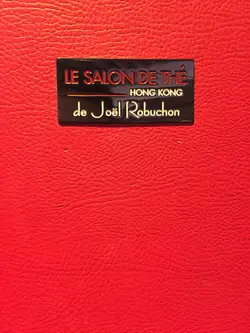 LE SALON DE THÉ
HONG KONG
de Joël Robuchon